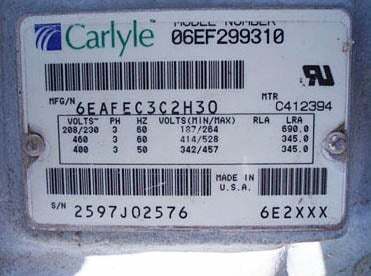 Carlyle™ MODEL NUMBER
06EF299310
MFG/N 6EAFEC3C2H30 MTR C412394
VOLTS~ PH HZ VOLTS(MIN/MAX) RLA LRA
208/230 3 60 187/264 690.0
460 3 60 414/528 345.0
400 3 50 342/457 345.0
MADE IN
U.S.A.
S/N 2597J02576 6E2XXX